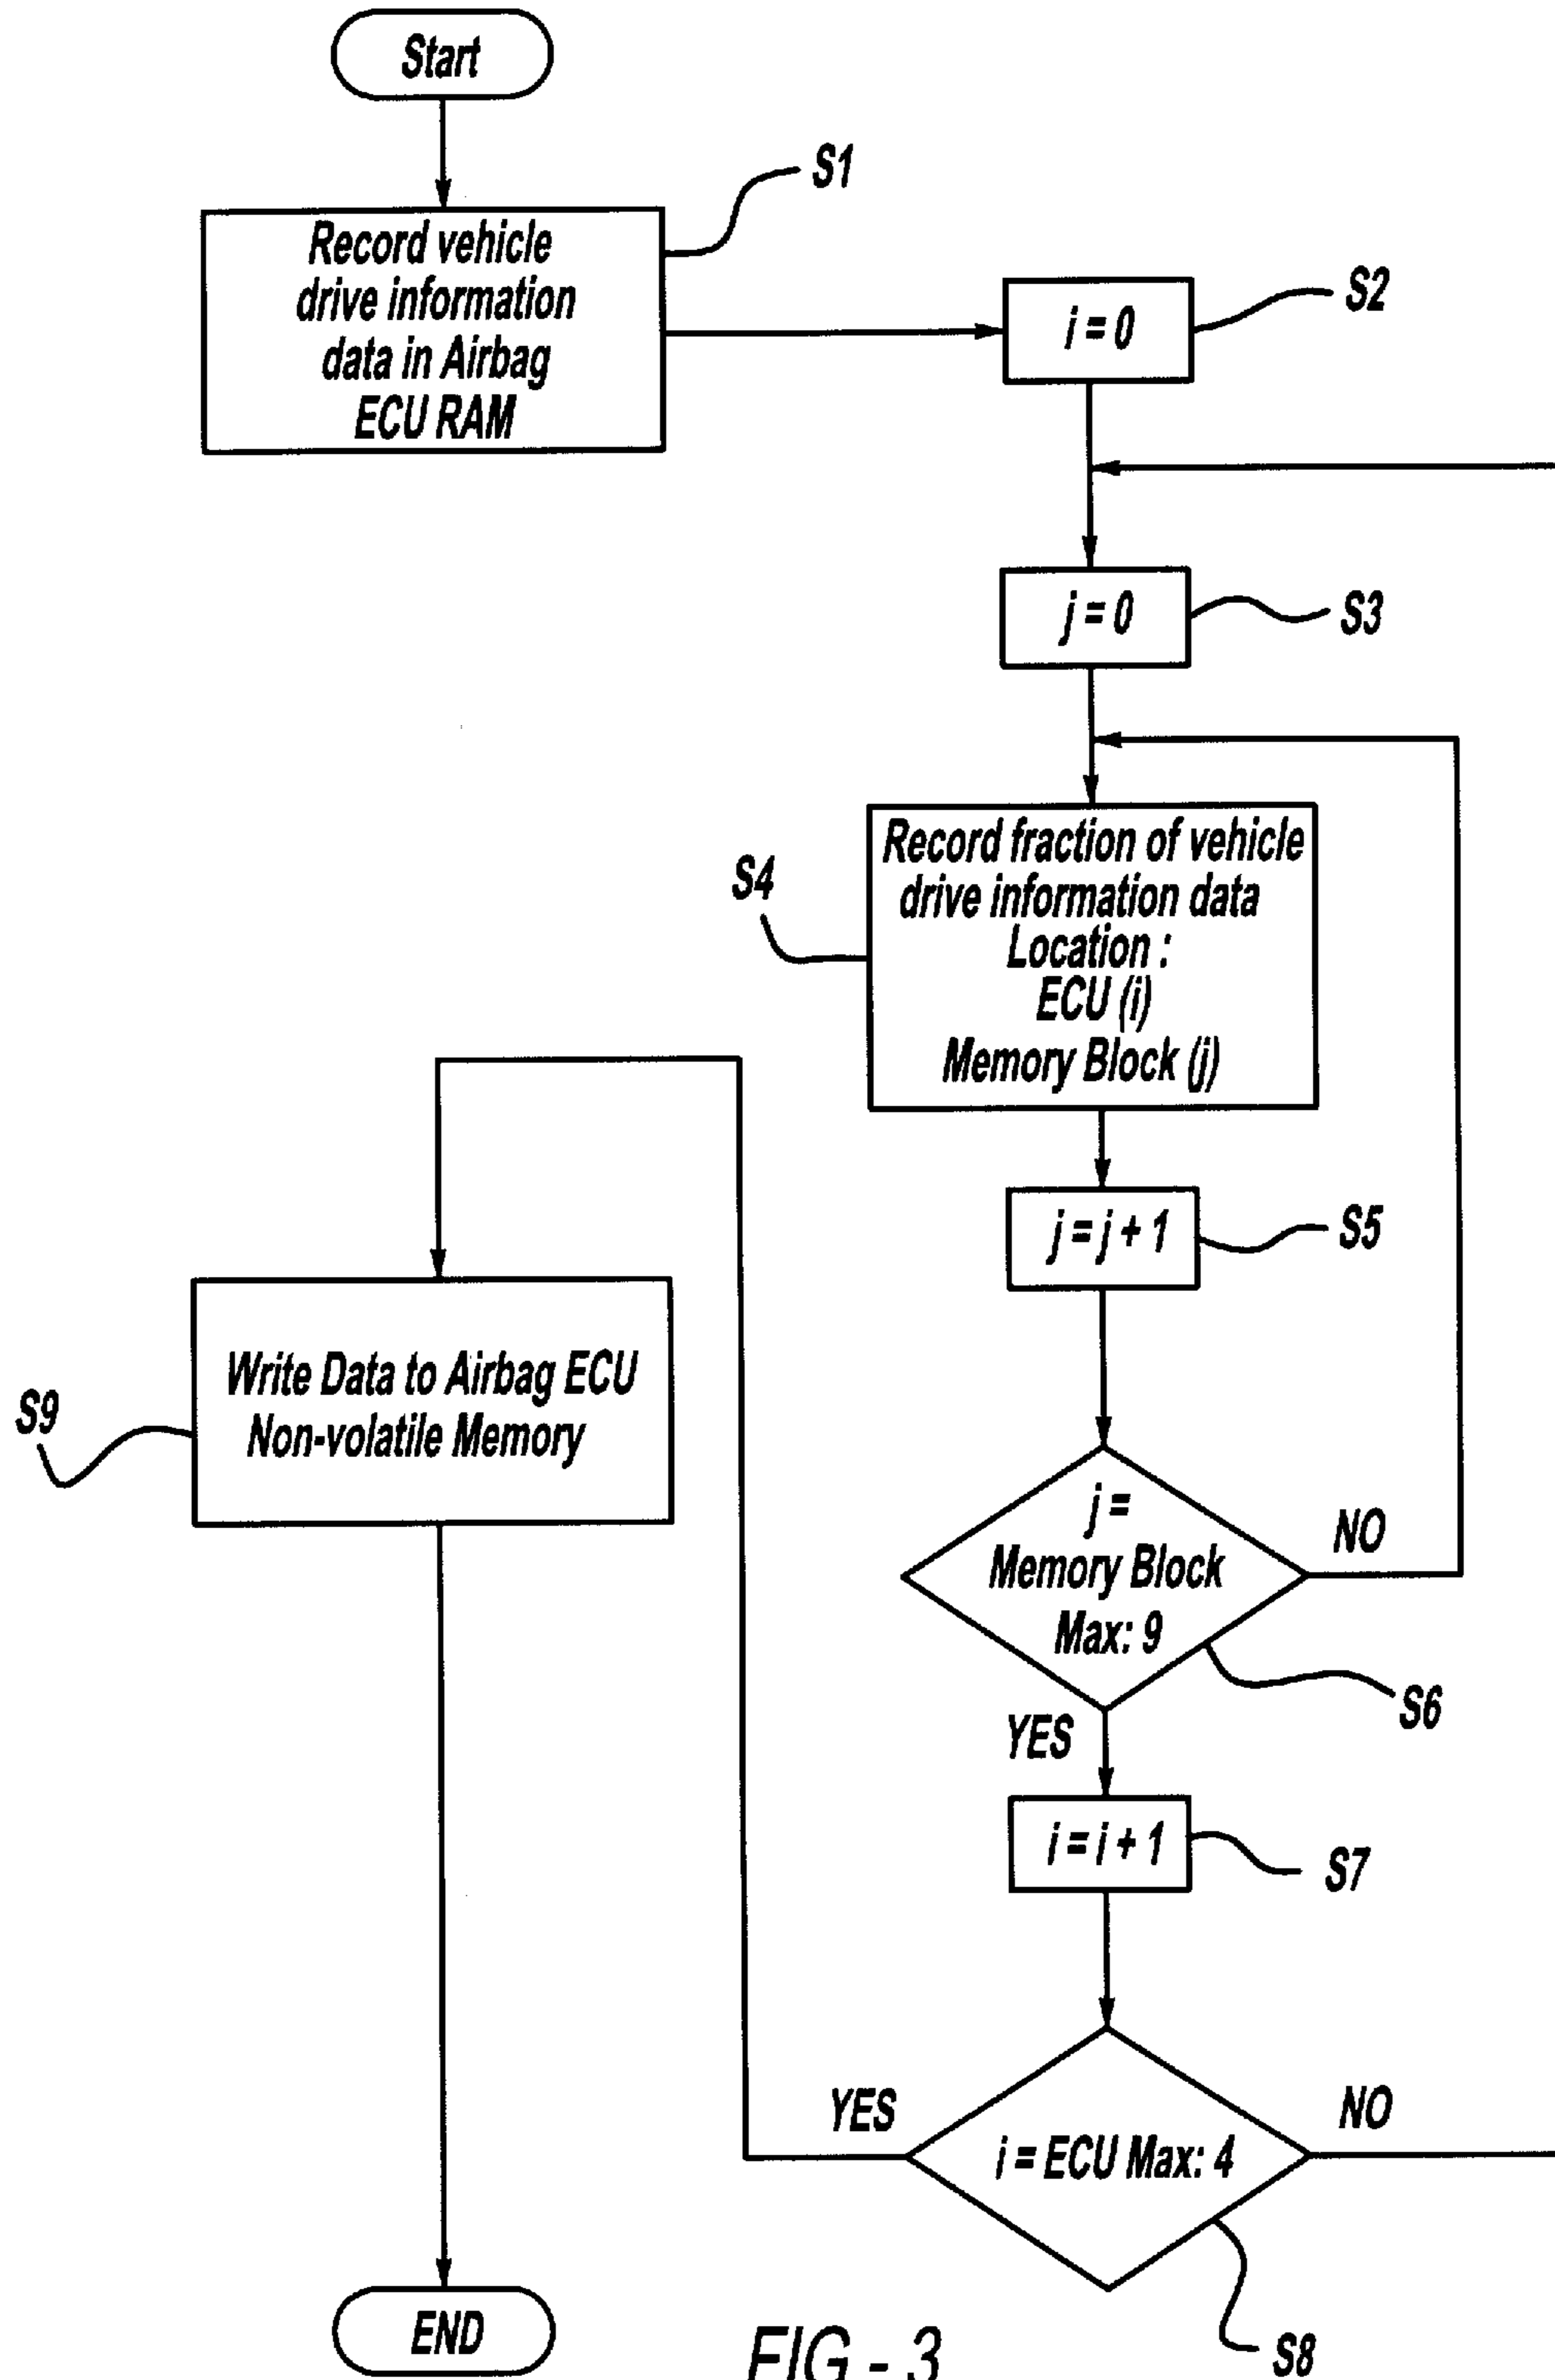 Start
S1
Record vehicle
drive information
data in Airbag
ECU RAM
S2
i = 0
S3
j = 0
S4
Record fraction of vehicle
drive information data
Location :
ECU (i)
Memory Block (j)
S5
j = j + 1
S9
Write Data to Airbag ECU
Non-volatile Memory
j =
Memory Block
Max: 9
NO
S6
YES
i = i + 1
S7
YES
NO
i = ECU Max: 4
S8
END
FIG - 3